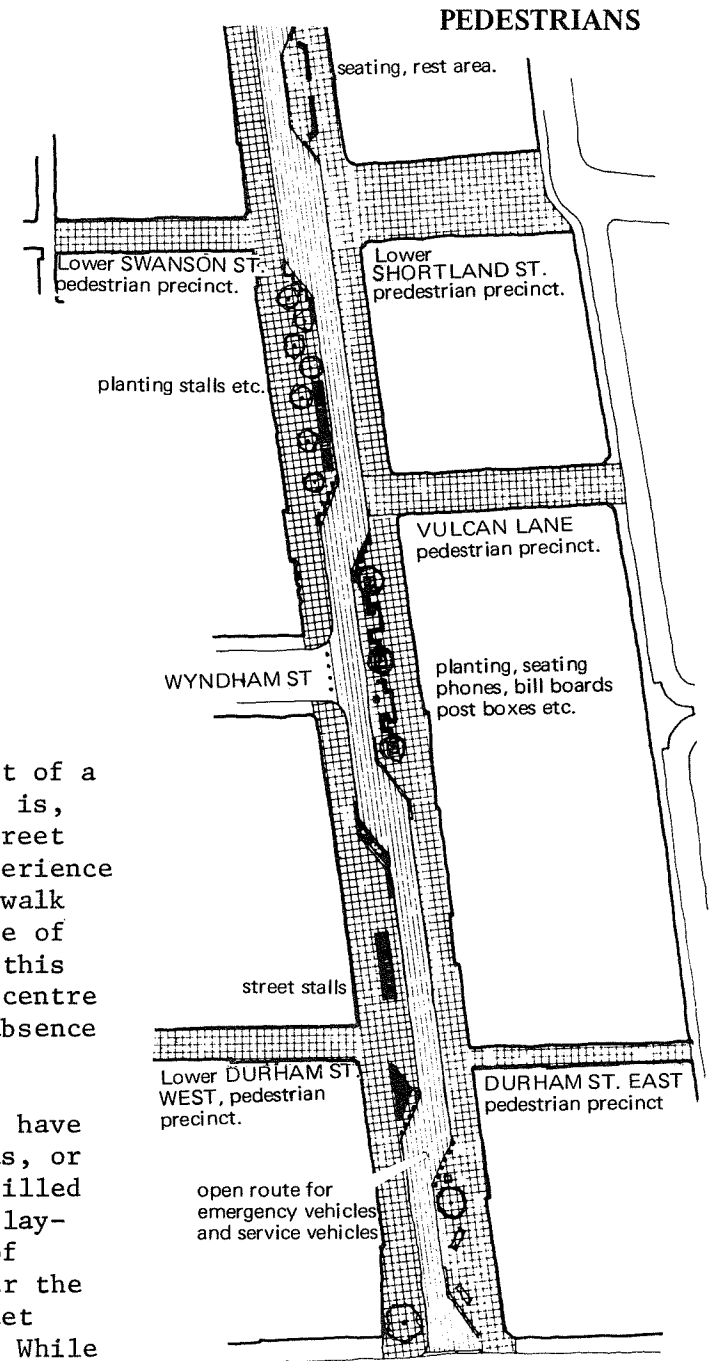 PEDESTRIANS
seating, rest area.
Lower SWANSON ST.
pedestrian precinct.
Lower
SHORTLAND ST.
predestrian precinct.
planting stalls etc.
VULCAN LANE
pedestrian precinct.
WYNDHAM ST
planting, seating
phones, bill boards
post boxes etc.
t of a
is,
reet
erience
walk
e of
this
centre
bsence
street stalls
Lower DURHAM ST.
WEST, pedestrian
precinct.
DURHAM ST. EAST
pedestrian precinct
have
s, or
illed
lay-
of
r the
et
While
open route for
emergency vehicles
and service vehicles